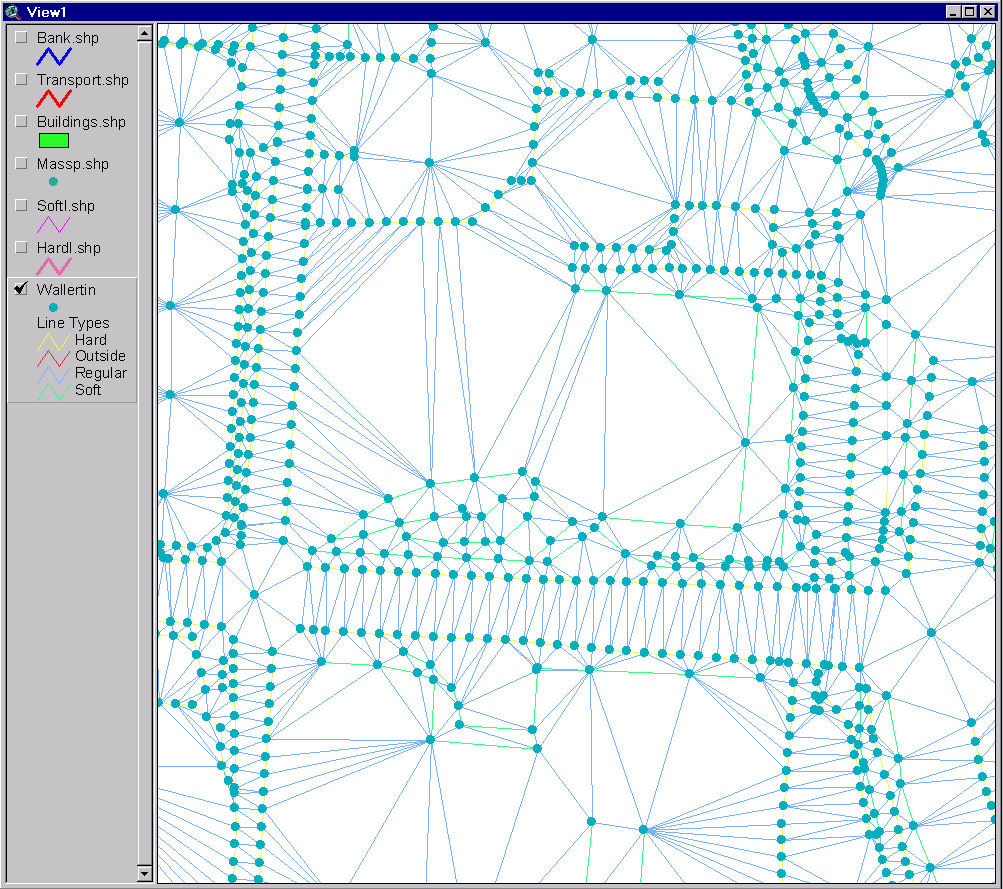 View1
Bank.shp
Transport.shp
Buildings.shp
Massp.shp
Softl.shp
Hardl.shp
Wallertin
Line Types
Hard
Outside
Regular
Soft